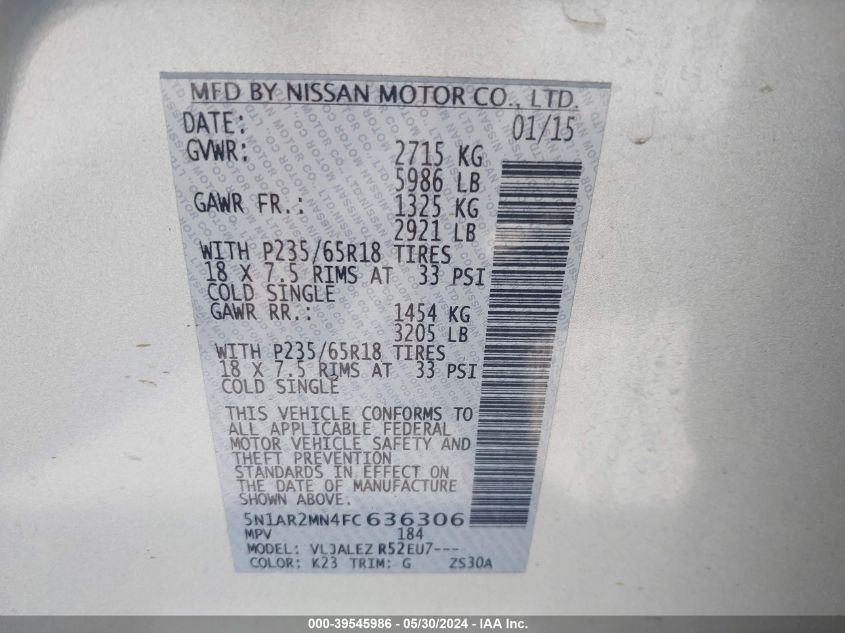 MFD BY NISSAN MOTOR CO., LTD.
DATE: 01/15
GVWR: 2715 KG
5986 LB
GAWR FR.: 1325 KG
2921 LB
WITH P235/65R18 TIRES
18 X 7.5 RIMS AT 33 PSI
COLD SINGLE
GAWR RR.: 1454 KG
3205 LB
WITH P235/65R18 TIRES
18 X 7.5 RIMS AT 33 PSI
COLD SINGLE
THIS VEHICLE CONFORMS TO
ALL APPLICABLE FEDERAL
MOTOR VEHICLE SAFETY AND
THEFT PREVENTION
STANDARDS IN EFFECT ON
THE DATE OF MANUFACTURE
SHOWN ABOVE.
5N1AR2MN4FC636306
MPV 184
MODEL: VLJALEZ R52EU7---
COLOR: K23 TRIM: G ZS30A
000-39545986 - 05/30/2024 - IAA Inc.